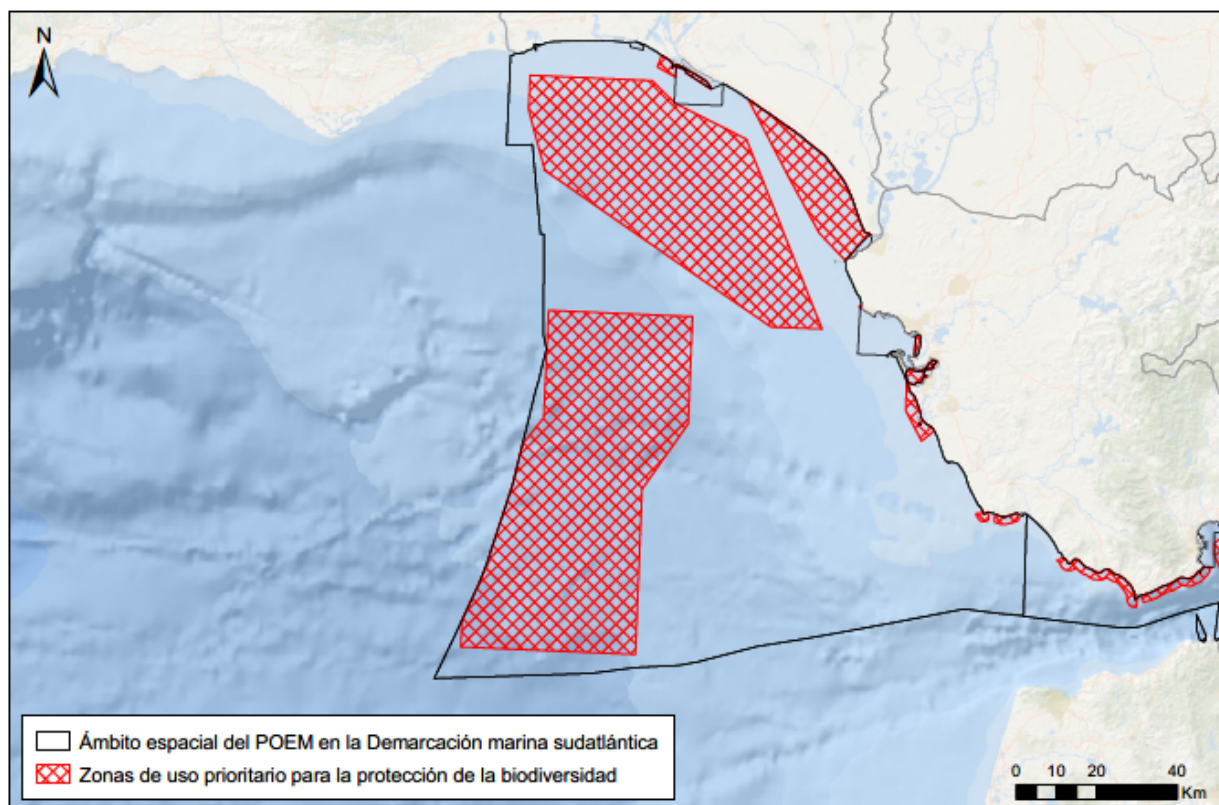 N
Ámbito espacial del POEM en la Demarcación marina sudatlántica
Zonas de uso prioritario para la protección de la biodiversidad
0 10 20 40
Km